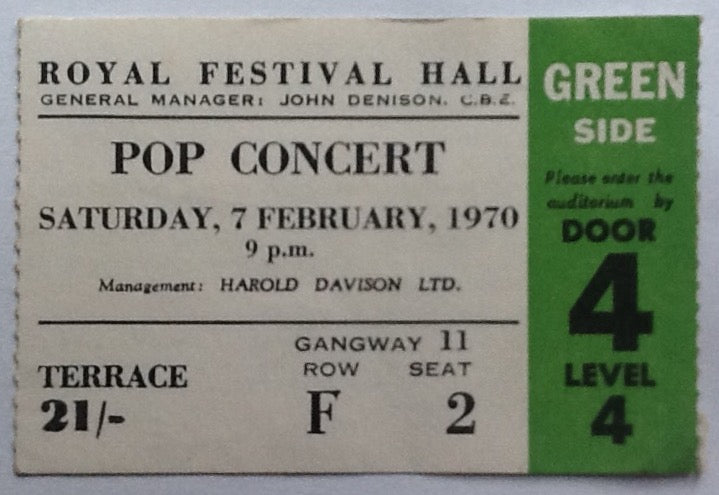 ROYAL FESTIVAL HALL
GENERAL MANAGER: JOHN DENISON. C.B.E.
POP CONCERT
SATURDAY, 7 FEBRUARY, 1970
9 p.m.
Management: HAROLD DAVISON LTD.
TERRACE
21/-
GANGWAY 11
ROW SEAT
F 2
GREEN
SIDE
Please enter the
auditorium by
DOOR
4
LEVEL
4